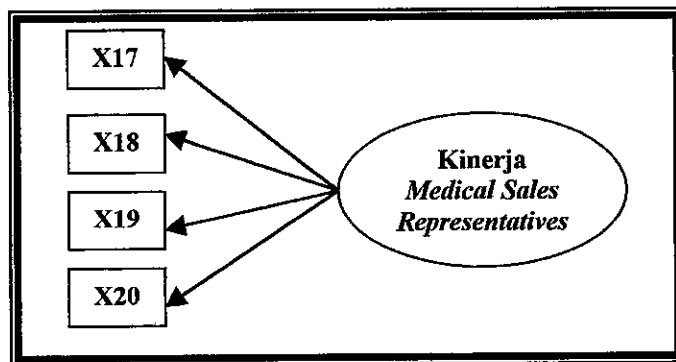 X17
X18
X19
X20
Kinerja
Medical Sales
Representatives